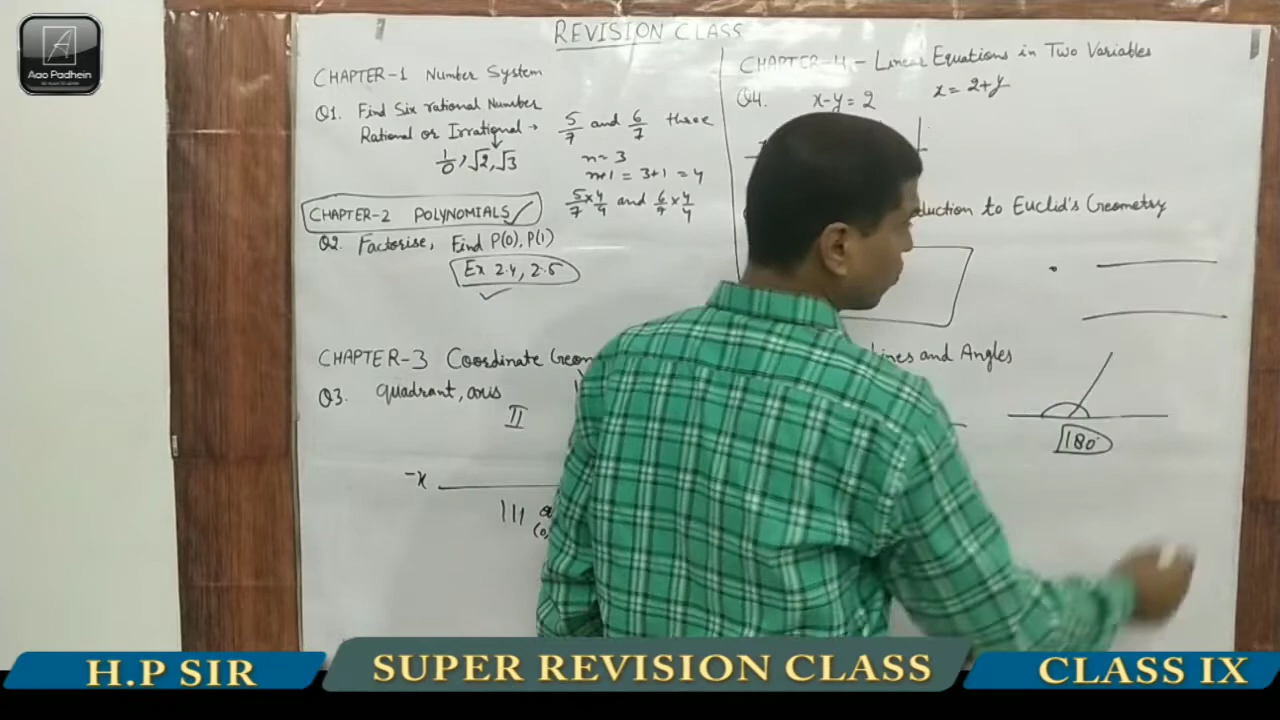 Aao Padhein
REVISION CLASS
CHAPTER-1 Number System
Q1. Find Six rational Number
Rational or Irrational →
1/0, √2, √3
5/7 and 6/7 three
n = 3
n+1 = 3+1 = 4
5/7 × 4/4 and 6/7 × 4/4
CHAPTER-2 POLYNOMIALS ✓
Q2. Factorise, Find P(0), P(1)
Ex 2.4, 2.5
✓
CHAPTER-3 Coordinate
Q3. quadrant, axis
II
-x
III
CHAPTER-4 - Linear Equations in Two Variables
Q4. x-y = 2 x = 2+y
to Euclid's Geometry
and Angles
180°
H.P SIR
SUPER REVISION CLASS
CLASS IX